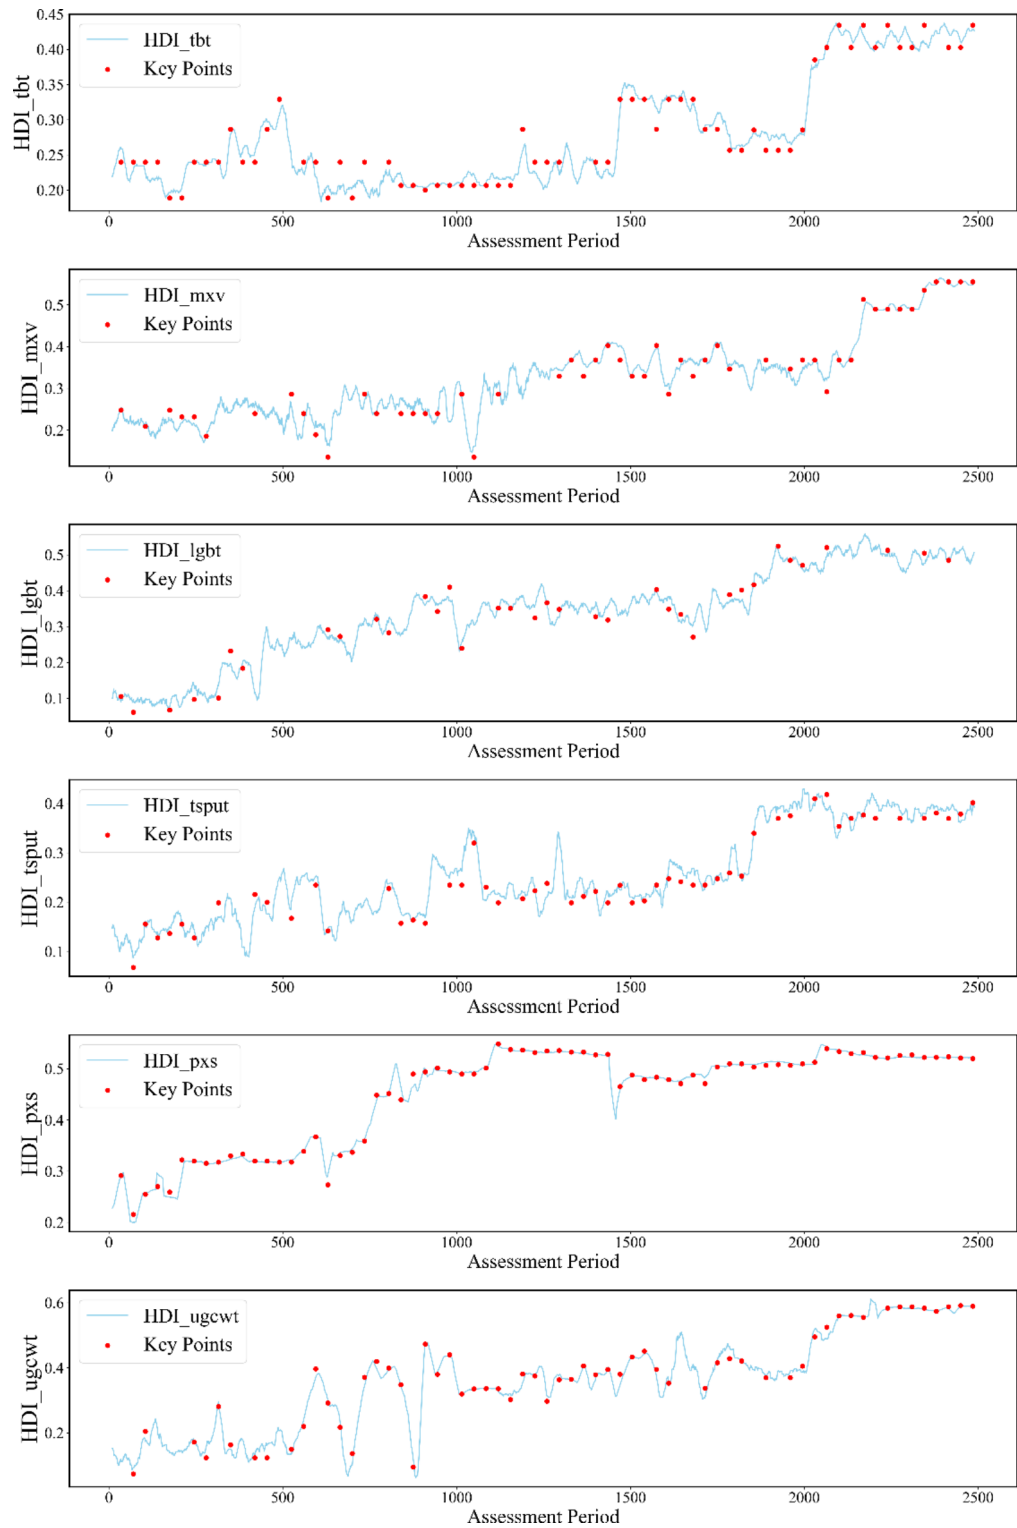 0.45
HDI_tbt
0.40
Key Points
0.35
HDI_tbt
0.30
0.25
0.20
0 500 1000 1500 2000 2500
Assessment Period
HDI_mxv
0.5
Key Points
0.4
HDI_mxv
0.3
0.2
0 500 1000 1500 2000 2500
Assessment Period
HDI_lgbt
0.5
Key Points
0.4
HDI_lgbt
0.3
0.2
0.1
0 500 1000 1500 2000 2500
Assessment Period
HDI_tsput
0.4
Key Points
0.3
HDI_tsput
0.2
0.1
0 500 1000 1500 2000 2500
Assessment Period
HDI_pxs
0.5
Key Points
0.4
HDI_pxs
0.3
0.2
0 500 1000 1500 2000 2500
Assessment Period
0.6
HDI_ugcwt
Key Points
0.4
HDI_ugcwt
0.2
0 500 1000 1500 2000 2500
Assessment Period